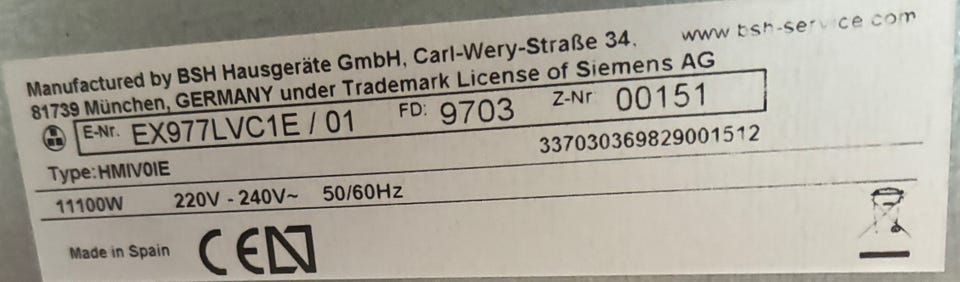 www bsh-service com
Manufactured by BSH Hausgeräte GmbH, Carl-Wery-Straße 34,
81739 München, GERMANY under Trademark License of Siemens AG
E-Nr. EX977LVC1E / 01 FD: 9703 Z-Nr 00151
337030369829001512
Type:HMIV0IE
11100W 220V - 240V~ 50/60Hz
Made in Spain CE N